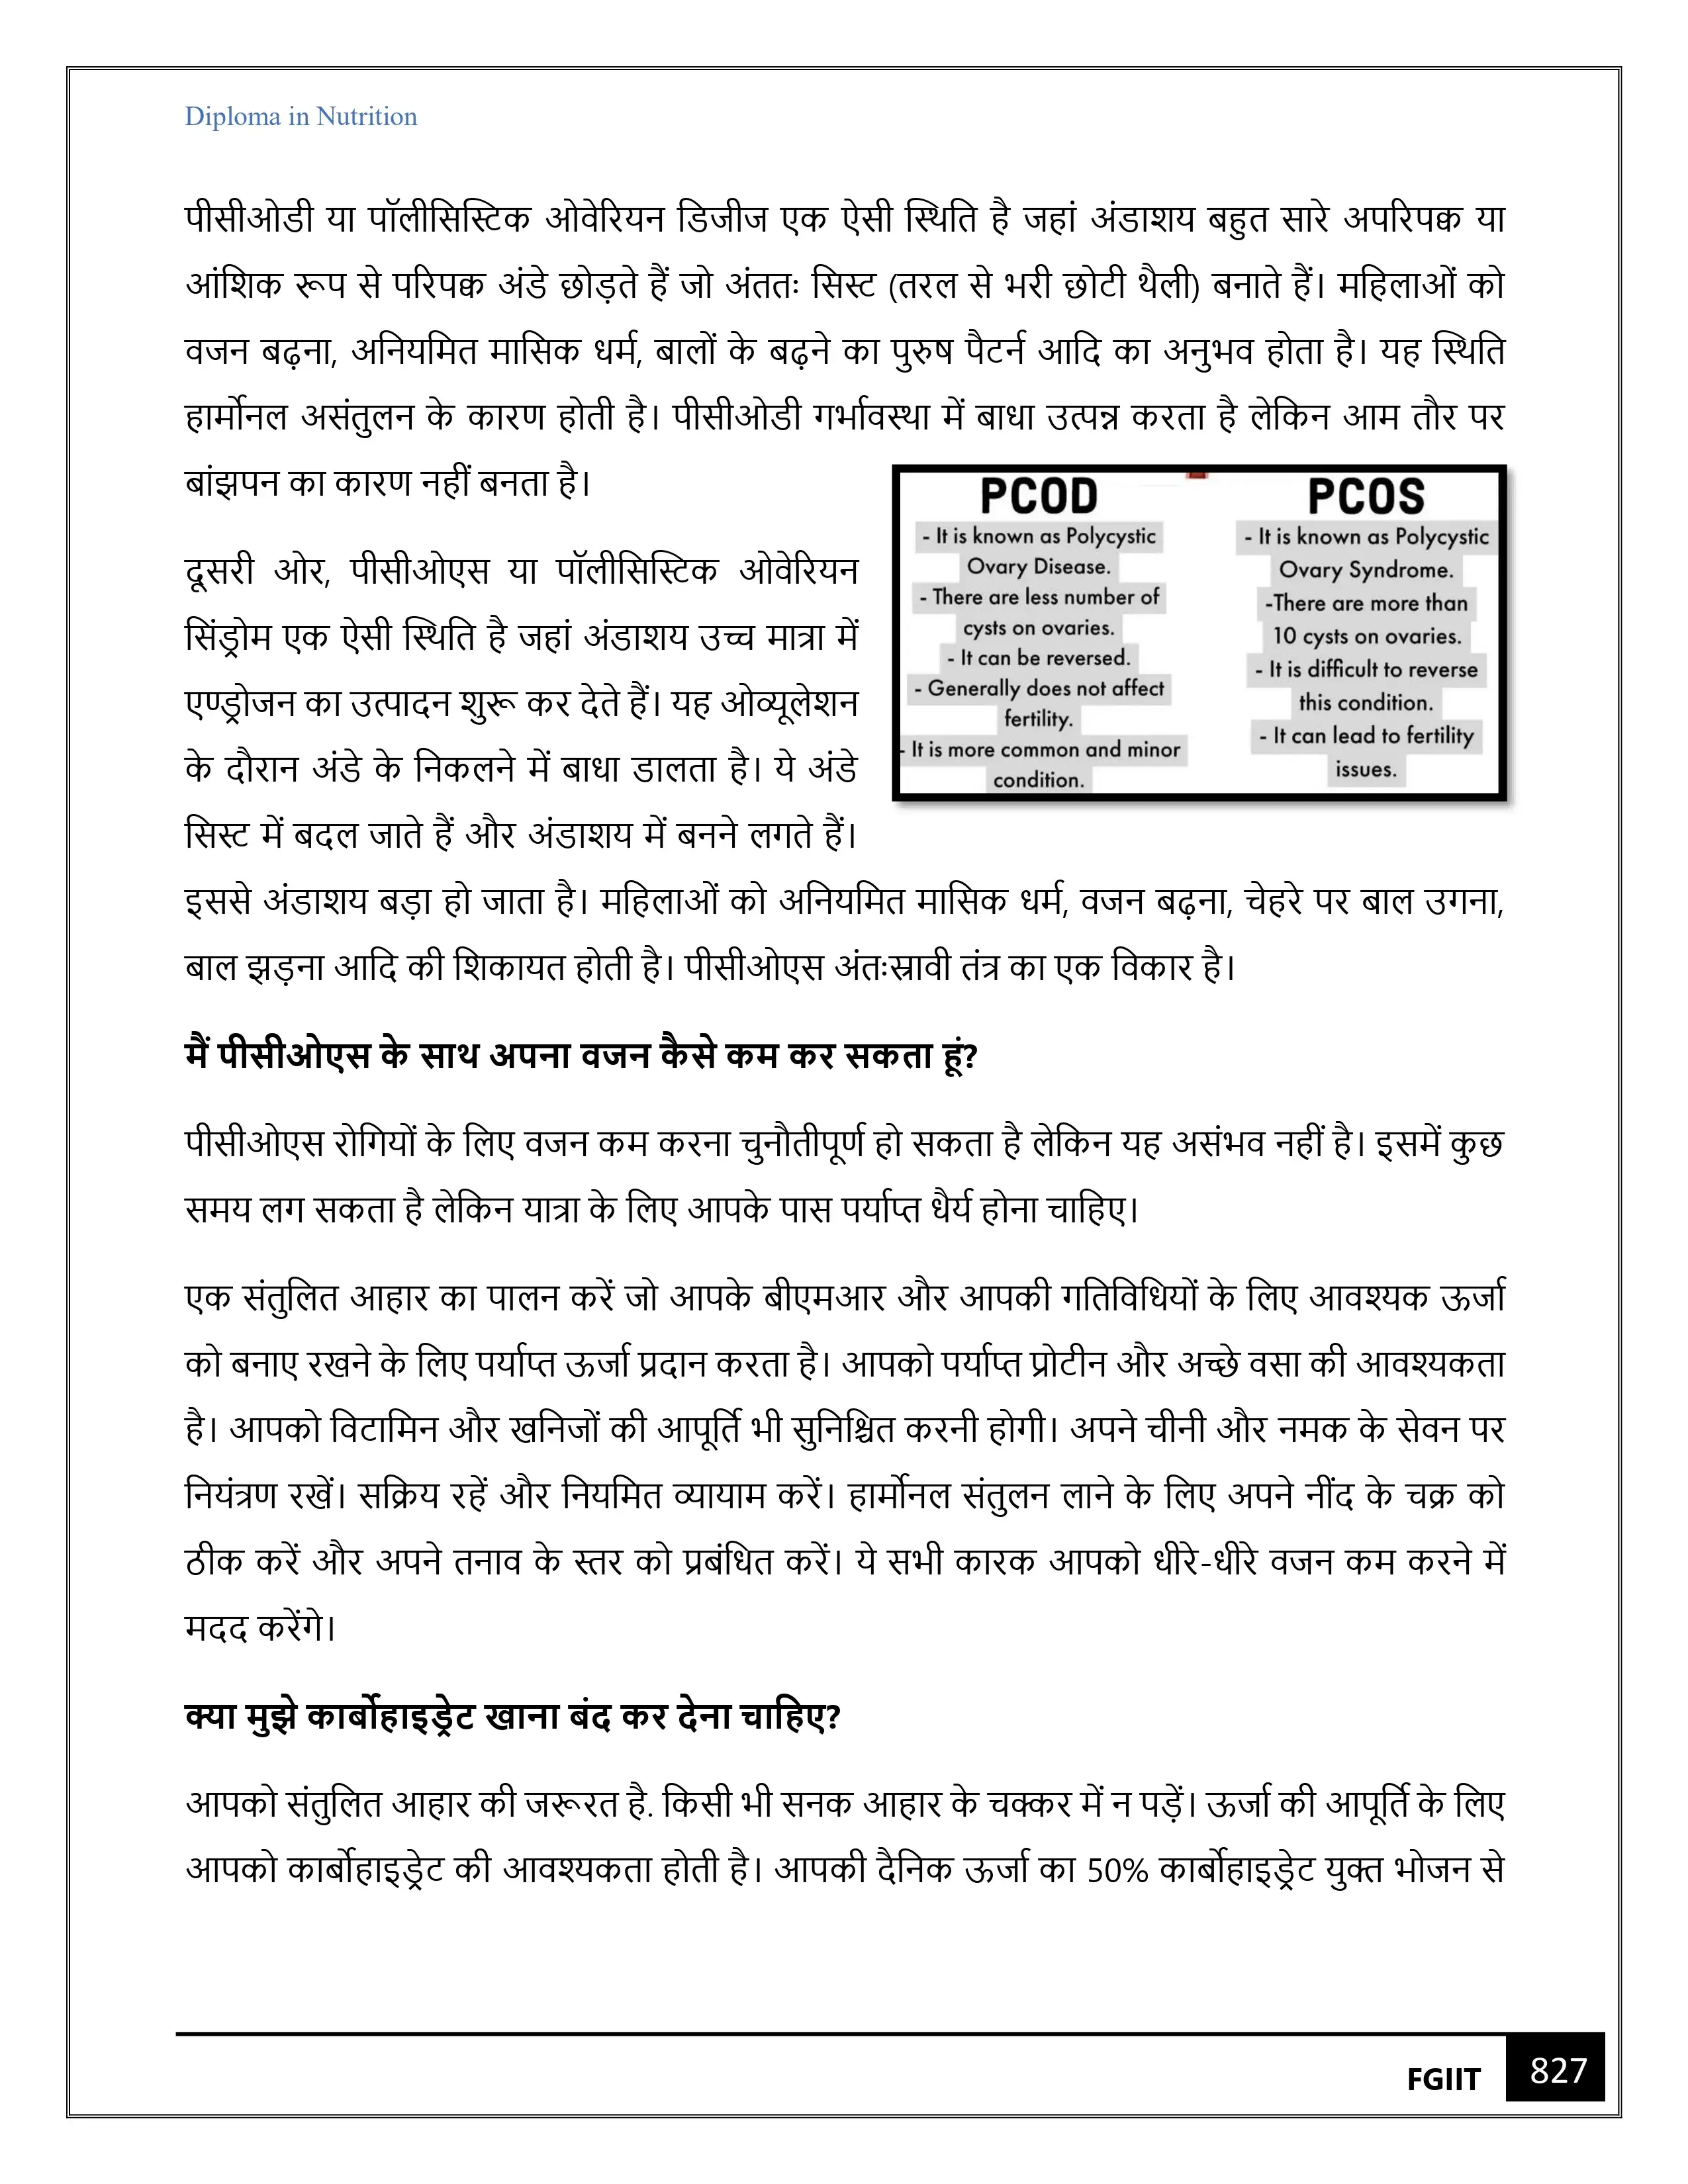 Diploma in Nutrition
पीसीओडी या पॉलीसिस्टिक ओवेरियन डिजीज एक ऐसी स्थिति है जहां अंडाशय बहुत सारे अपरिपक्व या
आंशिक रूप से परिपक्व अंडे छोड़ते हैं जो अंततः सिस्ट (तरल से भरी छोटी थैली) बनाते हैं। महिलाओं को
वजन बढ़ना, अनियमित मासिक धर्म, बालों के बढ़ने का पुरुष पैटर्न आदि का अनुभव होता है। यह स्थिति
हार्मोनल असंतुलन के कारण होती है। पीसीओडी गर्भावस्था में बाधा उत्पन्न करता है लेकिन आम तौर पर
बांझपन का कारण नहीं बनता है।
दूसरी ओर, पीसीओएस या पॉलीसिस्टिक ओवेरियन
सिंड्रोम एक ऐसी स्थिति है जहां अंडाशय उच्च मात्रा में
एण्ड्रोजन का उत्पादन शुरू कर देते हैं। यह ओव्यूलेशन
के दौरान अंडे के निकलने में बाधा डालता है। ये अंडे
सिस्ट में बदल जाते हैं और अंडाशय में बनने लगते हैं।
PCOD
- It is known as Polycystic
Ovary Disease.
- There are less number of
cysts on ovaries.
- It can be reversed.
- Generally does not affect
fertility.
- It is more common and minor
condition.
PCOS
- It is known as Polycystic
Ovary Syndrome.
-There are more than
10 cysts on ovaries.
- It is difficult to reverse
this condition.
- It can lead to fertility
issues.
इससे अंडाशय बड़ा हो जाता है। महिलाओं को अनियमित मासिक धर्म, वजन बढ़ना, चेहरे पर बाल उगना,
बाल झड़ना आदि की शिकायत होती है। पीसीओएस अंतःस्रावी तंत्र का एक विकार है।
मैं पीसीओएस के साथ अपना वजन कैसे कम कर सकता हूं?
पीसीओएस रोगियों के लिए वजन कम करना चुनौतीपूर्ण हो सकता है लेकिन यह असंभव नहीं है। इसमें कुछ
समय लग सकता है लेकिन यात्रा के लिए आपके पास पर्याप्त धैर्य होना चाहिए।
एक संतुलित आहार का पालन करें जो आपके बीएमआर और आपकी गतिविधियों के लिए आवश्यक ऊर्जा
को बनाए रखने के लिए पर्याप्त ऊर्जा प्रदान करता है। आपको पर्याप्त प्रोटीन और अच्छे वसा की आवश्यकता
है। आपको विटामिन और खनिजों की आपूर्ति भी सुनिश्चित करनी होगी। अपने चीनी और नमक के सेवन पर
नियंत्रण रखें। सक्रिय रहें और नियमित व्यायाम करें। हार्मोनल संतुलन लाने के लिए अपने नींद के चक्र को
ठीक करें और अपने तनाव के स्तर को प्रबंधित करें। ये सभी कारक आपको धीरे-धीरे वजन कम करने में
मदद करेंगे।
क्या मुझे कार्बोहाइड्रेट खाना बंद कर देना चाहिए?
आपको संतुलित आहार की जरूरत है. किसी भी सनक आहार के चक्कर में न पड़ें। ऊर्जा की आपूर्ति के लिए
आपको कार्बोहाइड्रेट की आवश्यकता होती है। आपकी दैनिक ऊर्जा का 50% कार्बोहाइड्रेट युक्त भोजन से
FGIIT 827